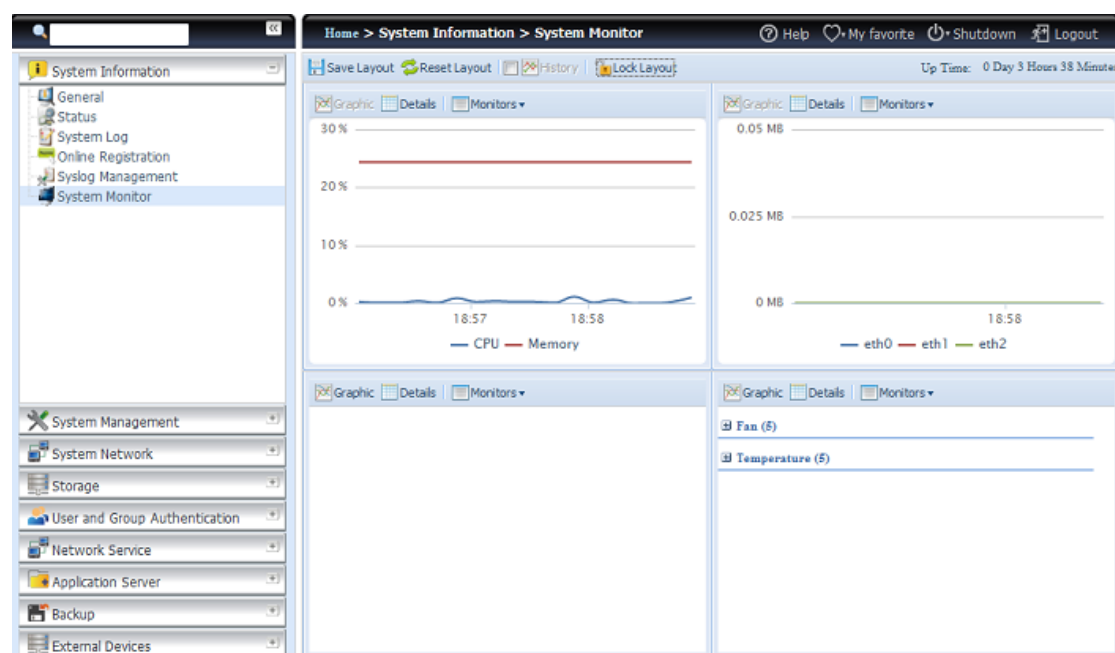 Home > System Information > System Monitor
Help My favorite Shutdown Logout
System Information
General
Status
System Log
Online Registration
Syslog Management
System Monitor
System Management
System Network
Storage
User and Group Authentication
Network Service
Application Server
Backup
External Devices
Save Layout Reset Layout History Lock Layout
Up Time: 0 Day 3 Hours 38 Minute
Graphic Details Monitors
30 %
20 %
10 %
0 %
18:57 18:58
CPU Memory
Graphic Details Monitors
0.05 MB
0.025 MB
0 MB
18:58
eth0 eth1 eth2
Graphic Details Monitors
Graphic Details Monitors
Fan (5)
Temperature (5)